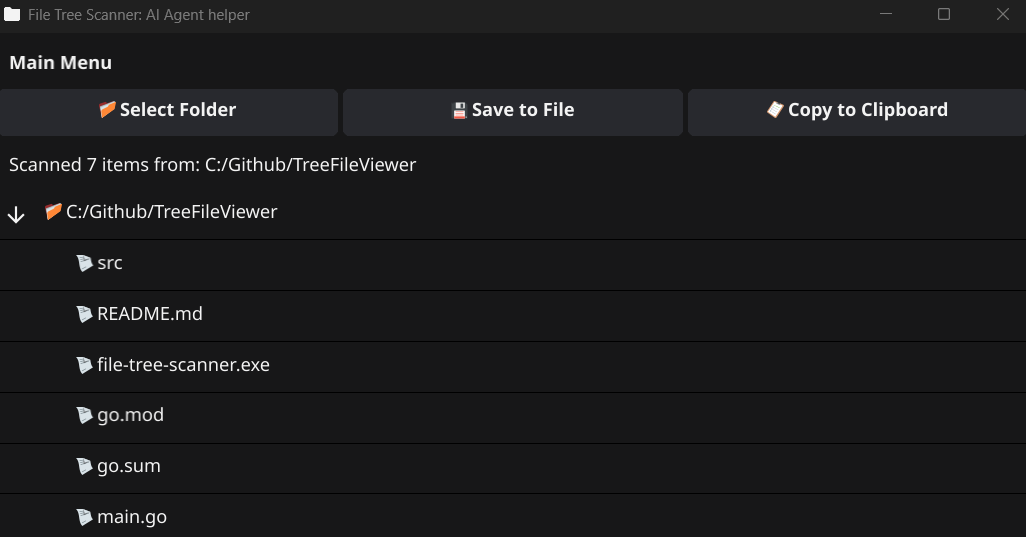 File Tree Scanner: AI Agent helper
Main Menu
Select Folder
Save to File
Copy to Clipboard
Scanned 7 items from: C:/Github/TreeFileViewer
C:/Github/TreeFileViewer
src
README.md
file-tree-scanner.exe
go.mod
go.sum
main.go